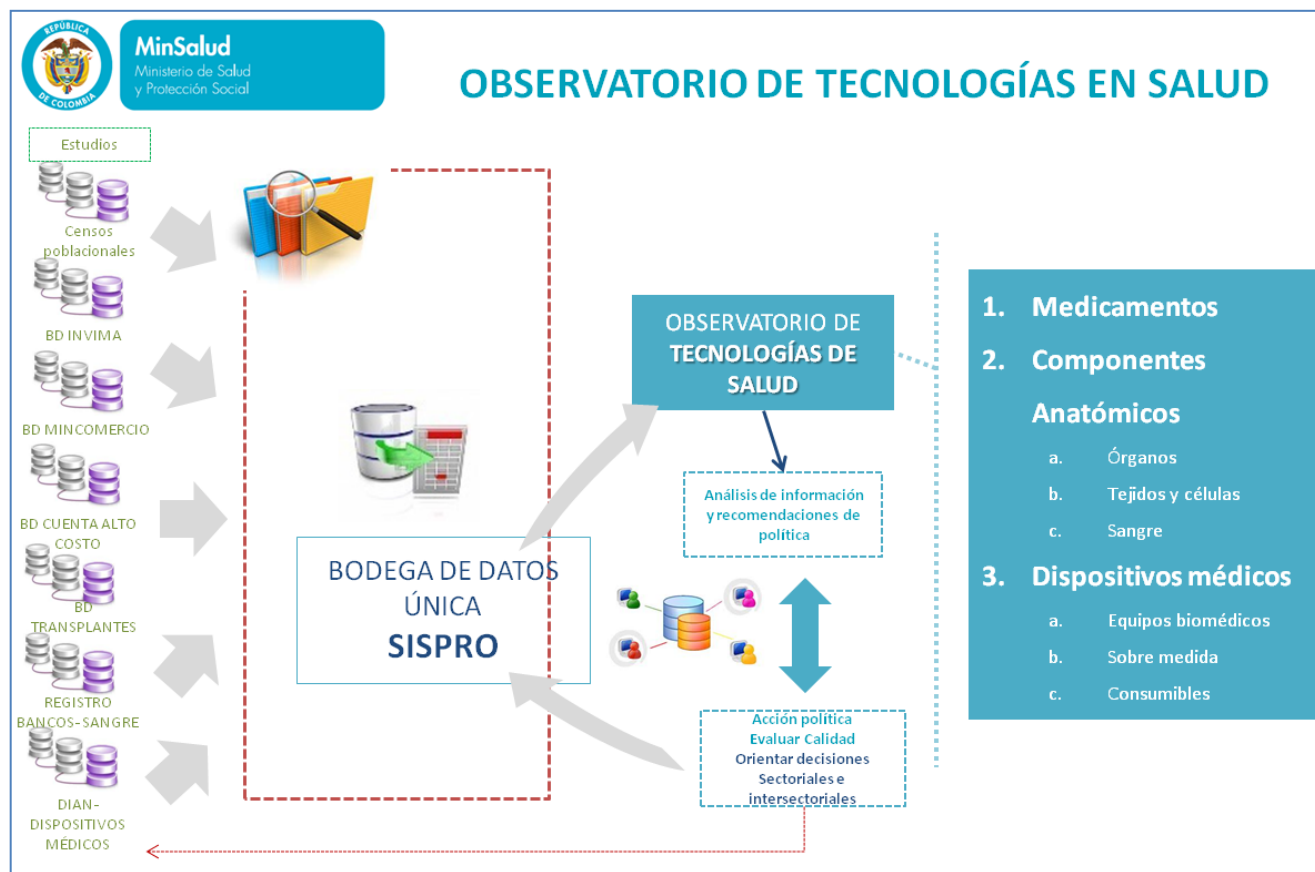 REPÚBLICA
DE COLOMBIA
MinSalud
Ministerio de Salud
y Protección Social
OBSERVATORIO DE TECNOLOGÍAS EN SALUD
Estudios
Censos
poblacionales
BD INVIMA
BD MINCOMERCIO
BD CUENTA ALTO
COSTO
BD
TRANSPLANTES
REGISTRO
BANCOS-SANGRE
DIAN-
DISPOSITIVOS
MÉDICOS
BODEGA DE DATOS
ÚNICA
SISPRO
OBSERVATORIO DE
TECNOLOGÍAS DE
SALUD
Análisis de información
y recomendaciones de
política
Acción política
Evaluar Calidad
Orientar decisiones
Sectoriales e
intersectoriales
1. Medicamentos
2. Componentes
Anatómicos
a. Órganos
b. Tejidos y células
c. Sangre
3. Dispositivos médicos
a. Equipos biomédicos
b. Sobre medida
c. Consumibles